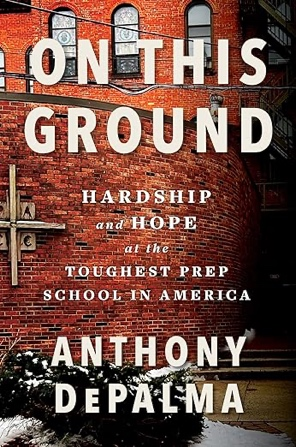 ON THIS
GROUND
HARDSHIP
and HOPE
at the
TOUGHEST PREP
SCHOOL IN AMERICA
ANTHONY
DePALMA